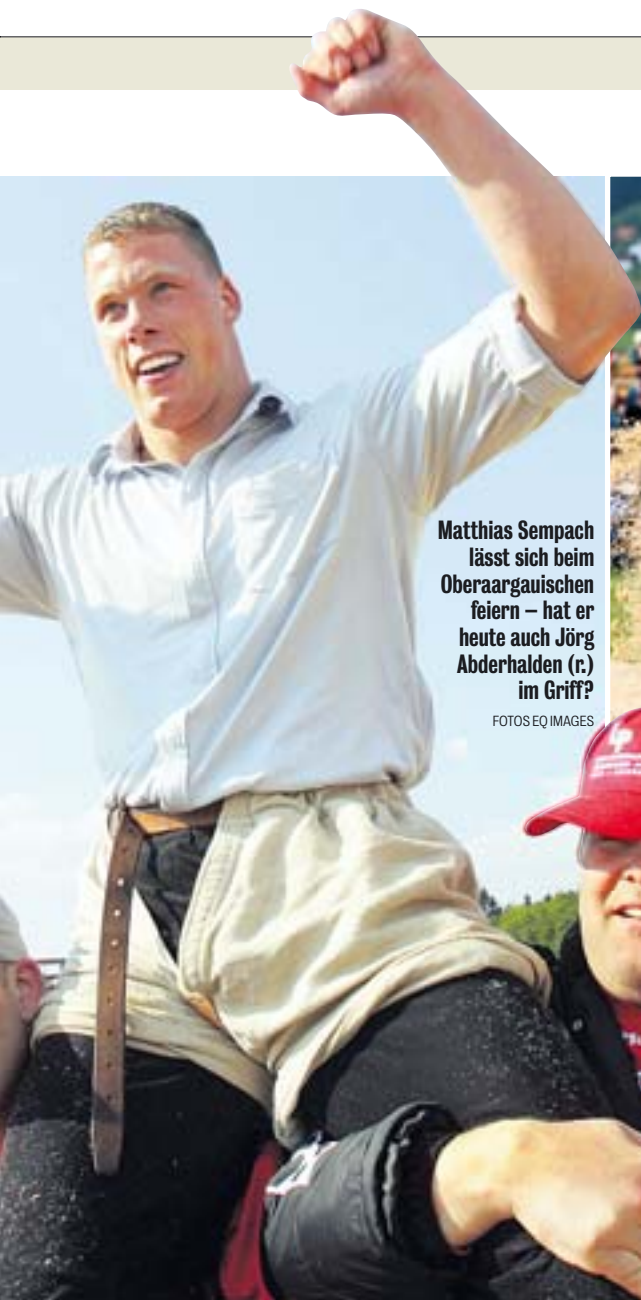 Matthias Sempach
lässt sich beim
Oberaargauischen
feiern – hat er
heute auch Jörg
Abderhalden (r.)
im Griff?
FOTOS EQ IMAGES